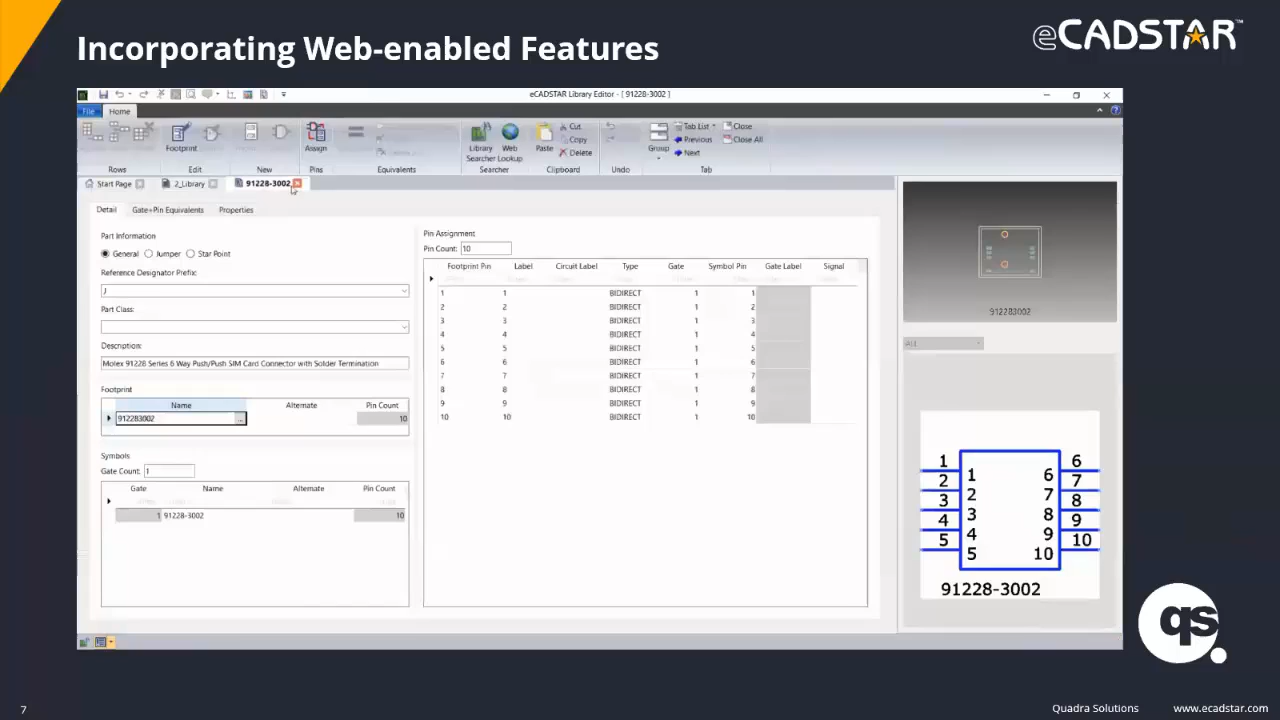 Incorporating Web-enabled Features
eCADSTAR™
eCADSTAR Library Editor - [ 91228-3002 ]
File Home
Footprint Assign Library Searcher Web Lookup Paste Cut Copy Delete Group Tab List Previous Next Close Close All
Rows Edit New Pins Equivalents Searcher Clipboard Undo Tab
Start Page 2_Library 91228-3002
Detail Gate+Pin Equivalents Properties
Part Information
General Jumper Star Point
Reference Designator Prefix:
J
Part Class:
Description:
Molex 91228 Series 6 Way Push/Push SIM Card Connector with Solder Termination
Footprint
Name Alternate Pin Count
912283002 ... 10
Symbols
Gate Count: 1
Gate Name Alternate Pin Count
1 91228-3002 10
Pin Assignment
Pin Count: 10
Footprint Pin Label Circuit Label Type Gate Symbol Pin Gate Label Signal
1 1 BIDIRECT 1 1
2 2 BIDIRECT 1 2
3 3 BIDIRECT 1 3
4 4 BIDIRECT 1 4
5 5 BIDIRECT 1 5
6 6 BIDIRECT 1 6
7 7 BIDIRECT 1 7
8 8 BIDIRECT 1 8
9 9 BIDIRECT 1 9
10 10 BIDIRECT 1 10
912283002
1 1 6 6
2 2 7 7
3 3 8 8
4 4 9 9
5 5 10 10
91228-3002
qs
7
Quadra Solutions www.ecadstar.com